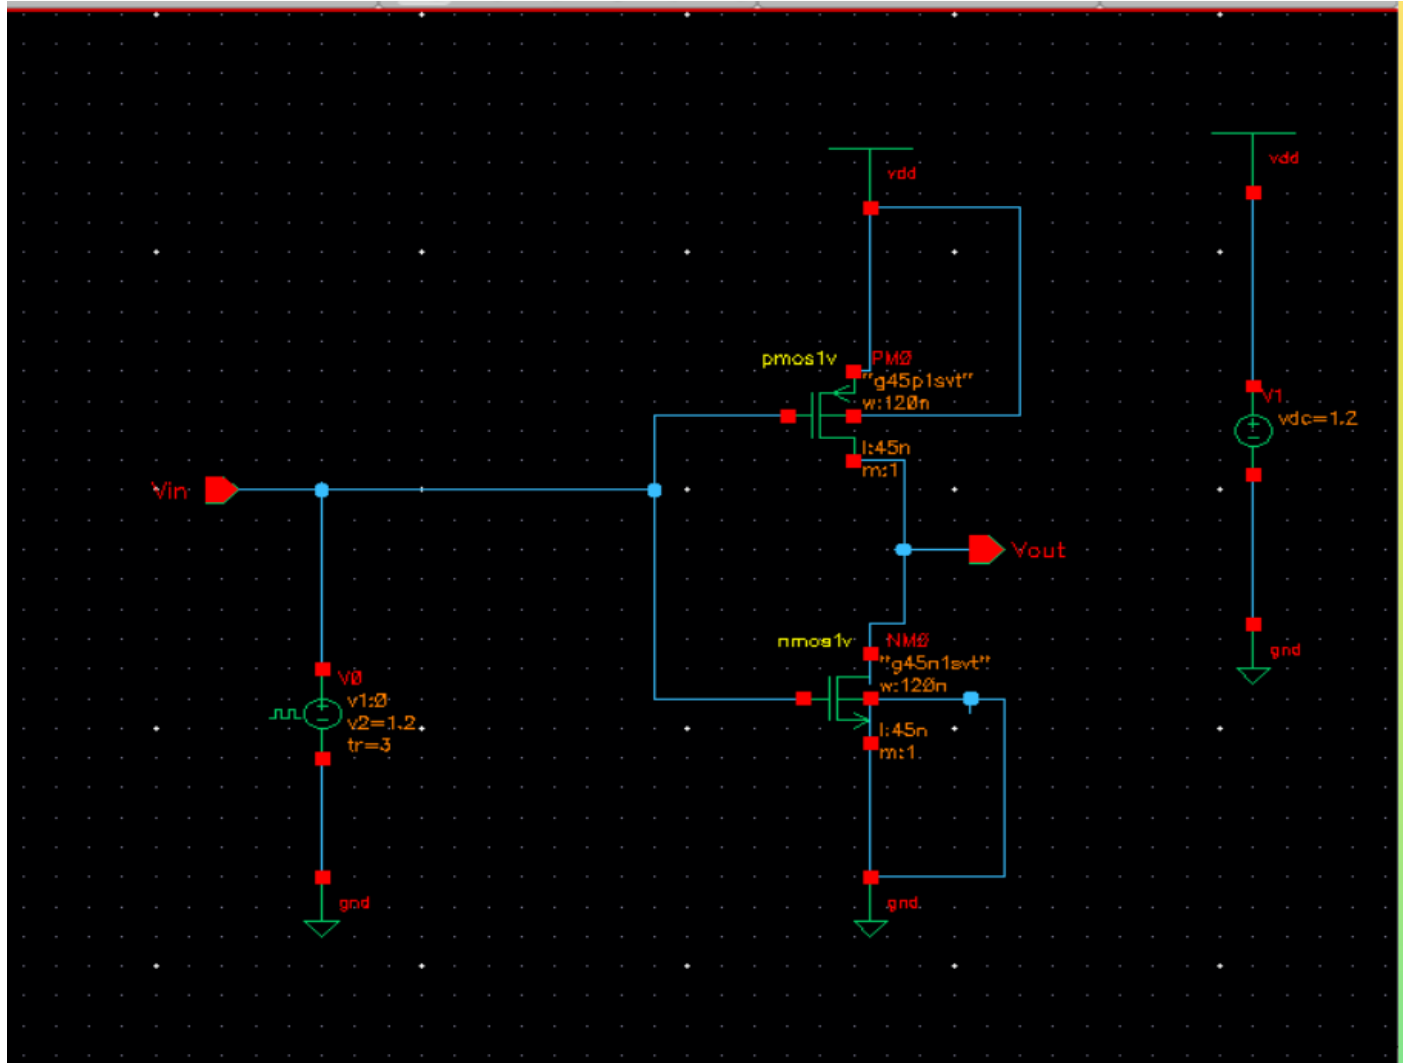 vdd
vdd
pmos1v
PM0
"g45p1svt"
w:120n
l:45n
m:1
V1
vdc=1.2
Vin
Vout
nmos1v
NM0
"g45n1svt"
w:120n
l:45n
m:1
gnd
V0
v1:0
v2=1.2
tr=3
gnd
gnd